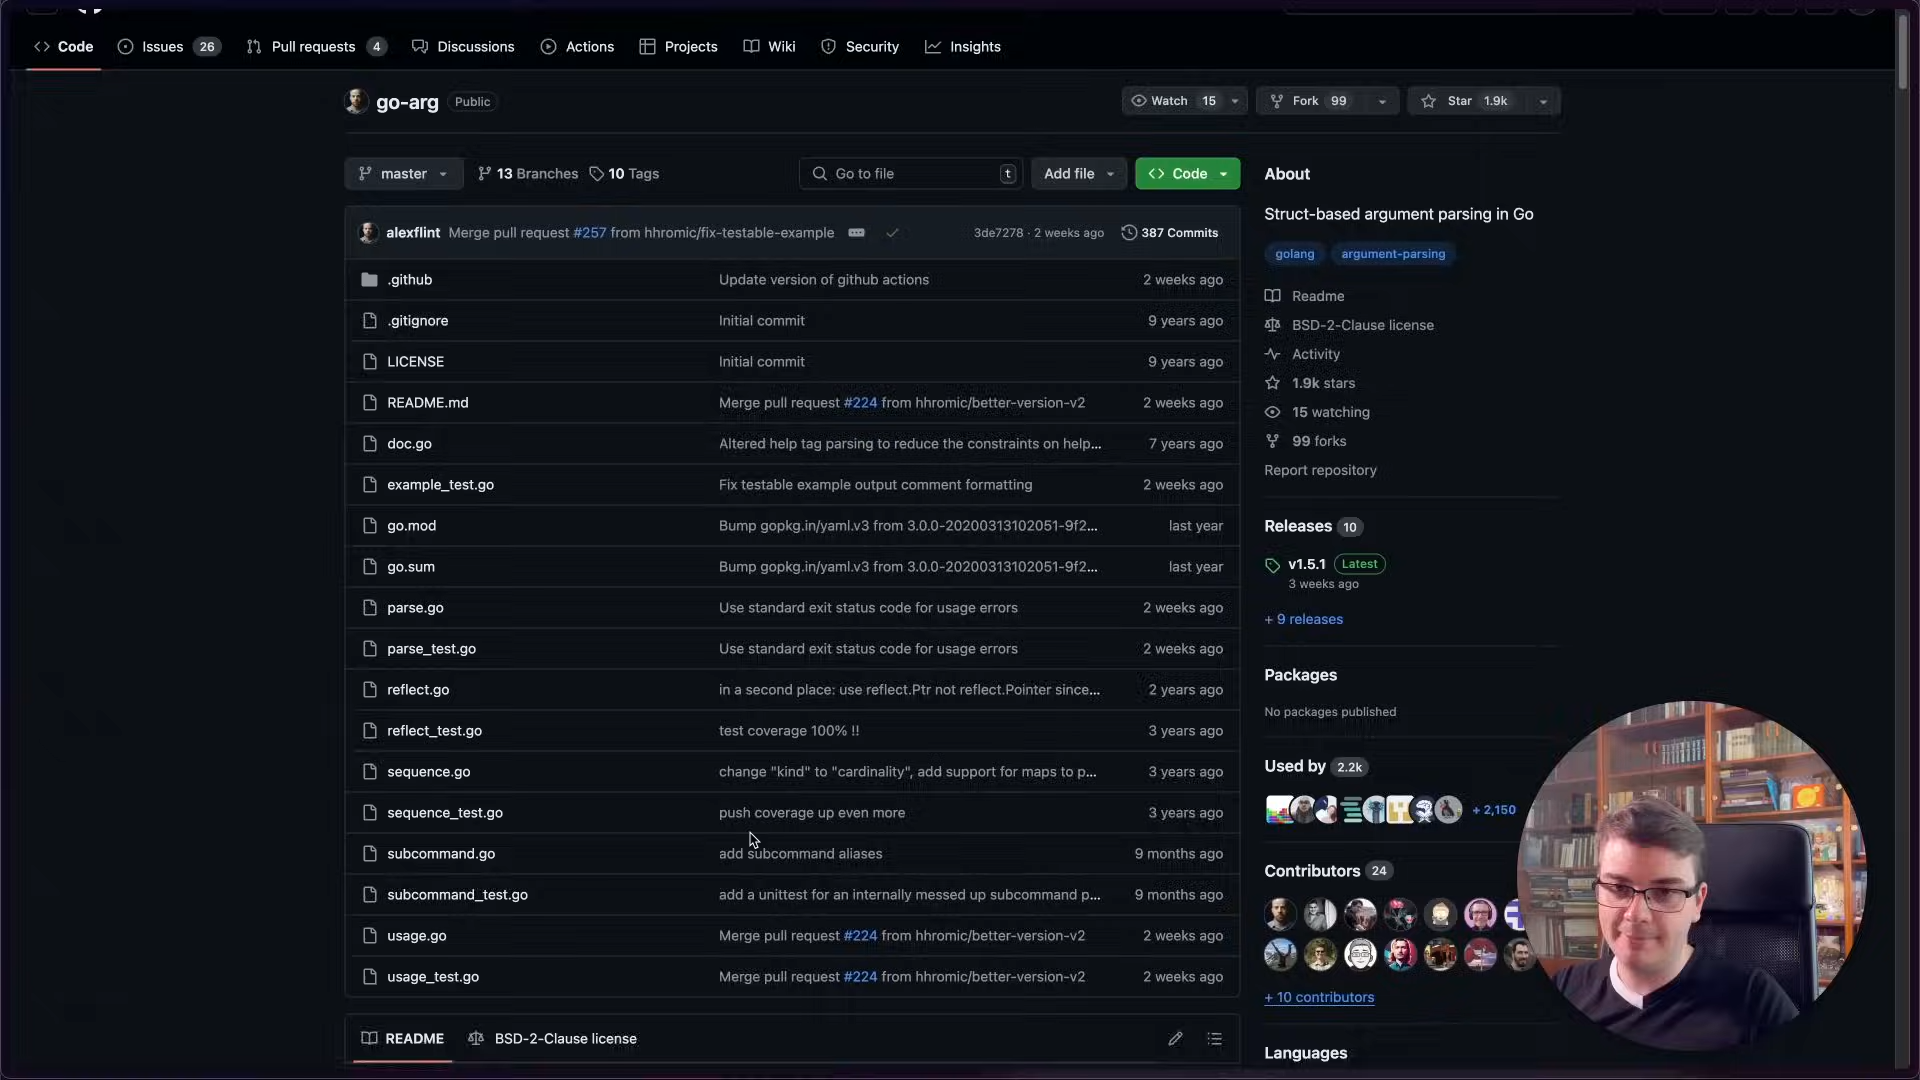 Code Issues 26 Pull requests 4 Discussions Actions Projects Wiki Security Insights
go-arg Public Watch 15 Fork 99 Star 1.9k
master 13 Branches 10 Tags Go to file t Add file Code
alexflint Merge pull request #257 from hhromic/fix-testable-example 3de7278 · 2 weeks ago 387 Commits
.github Update version of github actions 2 weeks ago
.gitignore Initial commit 9 years ago
LICENSE Initial commit 9 years ago
README.md Merge pull request #224 from hhromic/better-version-v2 2 weeks ago
doc.go Altered help tag parsing to reduce the constraints on help... 7 years ago
example_test.go Fix testable example output comment formatting 2 weeks ago
go.mod Bump gopkg.in/yaml.v3 from 3.0.0-20200313102051-9f2... last year
go.sum Bump gopkg.in/yaml.v3 from 3.0.0-20200313102051-9f2... last year
parse.go Use standard exit status code for usage errors 2 weeks ago
parse_test.go Use standard exit status code for usage errors 2 weeks ago
reflect.go in a second place: use reflect.Ptr not reflect.Pointer since... 2 years ago
reflect_test.go test coverage 100% !! 3 years ago
sequence.go change "kind" to "cardinality", add support for maps to p... 3 years ago
sequence_test.go push coverage up even more 3 years ago
subcommand.go add subcommand aliases 9 months ago
subcommand_test.go add a unittest for an internally messed up subcommand p... 9 months ago
usage.go Merge pull request #224 from hhromic/better-version-v2 2 weeks ago
usage_test.go Merge pull request #224 from hhromic/better-version-v2 2 weeks ago
README BSD-2-Clause license
About
Struct-based argument parsing in Go
golang argument-parsing
Readme
BSD-2-Clause license
Activity
1.9k stars
15 watching
99 forks
Report repository
Releases 10
v1.5.1 Latest
3 weeks ago
+ 9 releases
Packages
No packages published
Used by 2.2k
+ 2,150
Contributors 24
+ 10 contributors
Languages